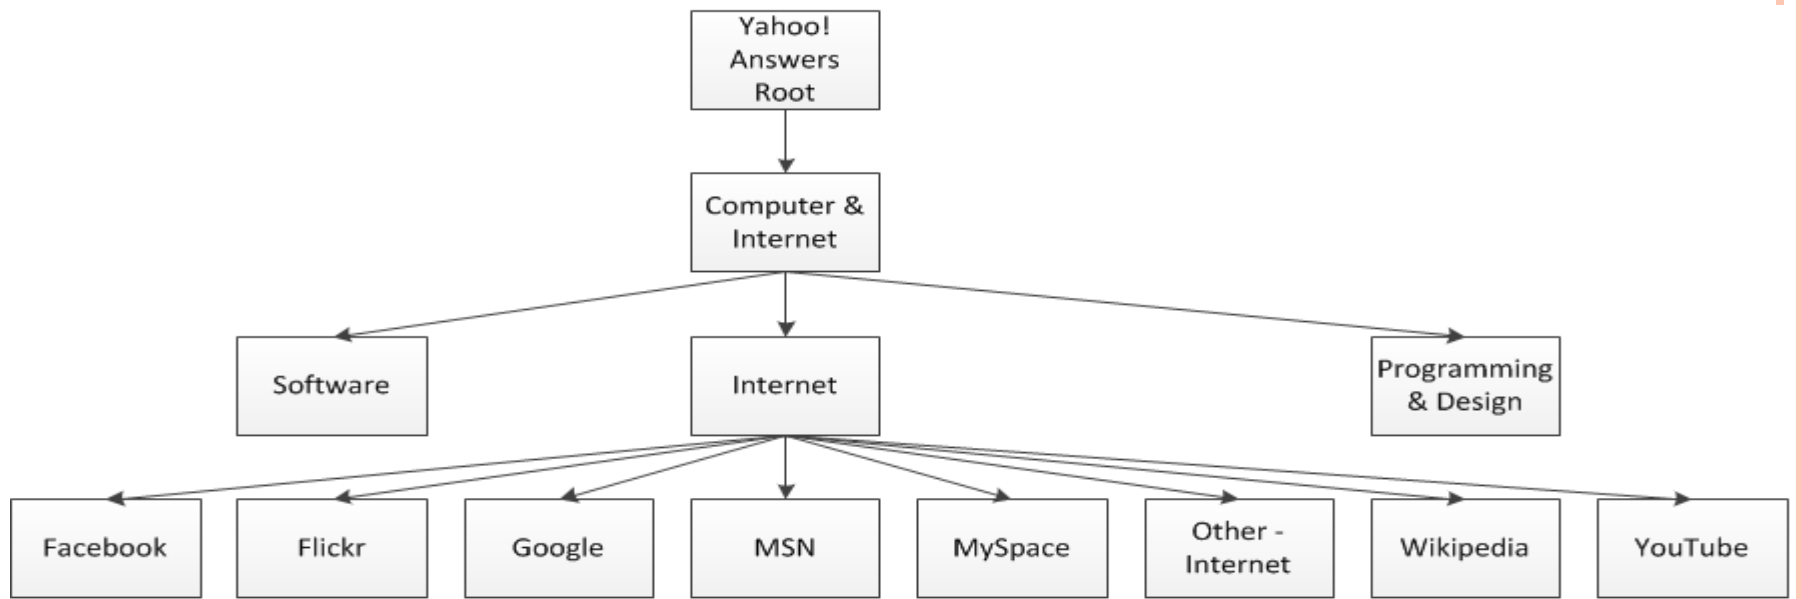 Yahoo!
Answers
Root
Computer &
Internet
Software
Internet
Programming
& Design
Facebook
Flickr
Google
MSN
MySpace
Other -
Internet
Wikipedia
YouTube